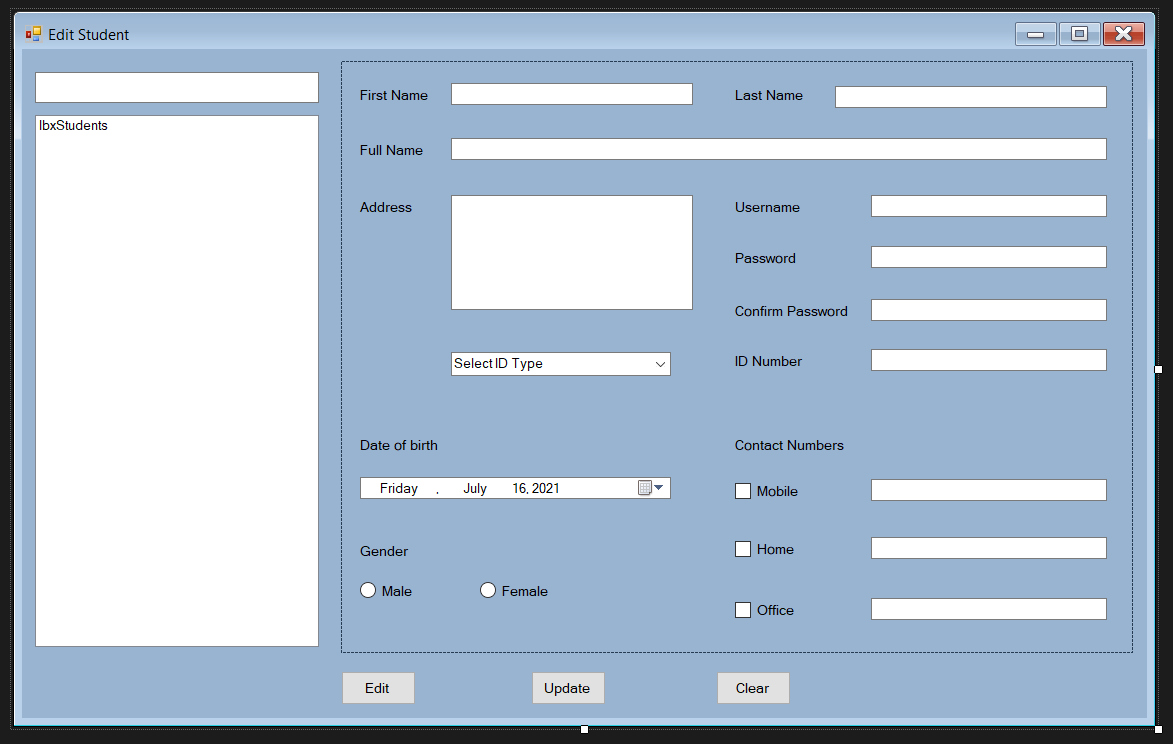 Edit Student
lbxStudents
First Name
Last Name
Full Name
Address
Username
Password
Confirm Password
Select ID Type
ID Number
Date of birth
Contact Numbers
Friday , July 16, 2021
Mobile
Gender
Home
Male Female
Office
Edit Update Clear